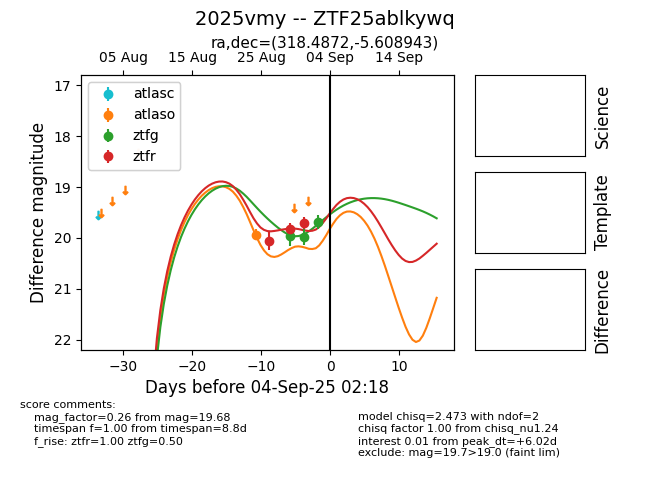 2025vmy -- ZTF25ablkywq
ra,dec=(318.4872,-5.608943)
05 Aug 15 Aug 25 Aug 04 Sep 14 Sep
17
18
19
20
21
22
Difference magnitude
atlasc
atlaso
ztfg
ztfr
−30 −20 −10 0 10
Days before 04-Sep-25 02:18
Science
Template
Difference
score comments:
mag_factor=0.26 from mag=19.68
timespan f=1.00 from timespan=8.8d
f_rise: ztfr=1.00 ztfg=0.50
model chisq=2.473 with ndof=2
chisq factor 1.00 from chisq_nu1.24
interest 0.01 from peak_dt=+6.02d
exclude: mag=19.7>19.0 (faint lim)